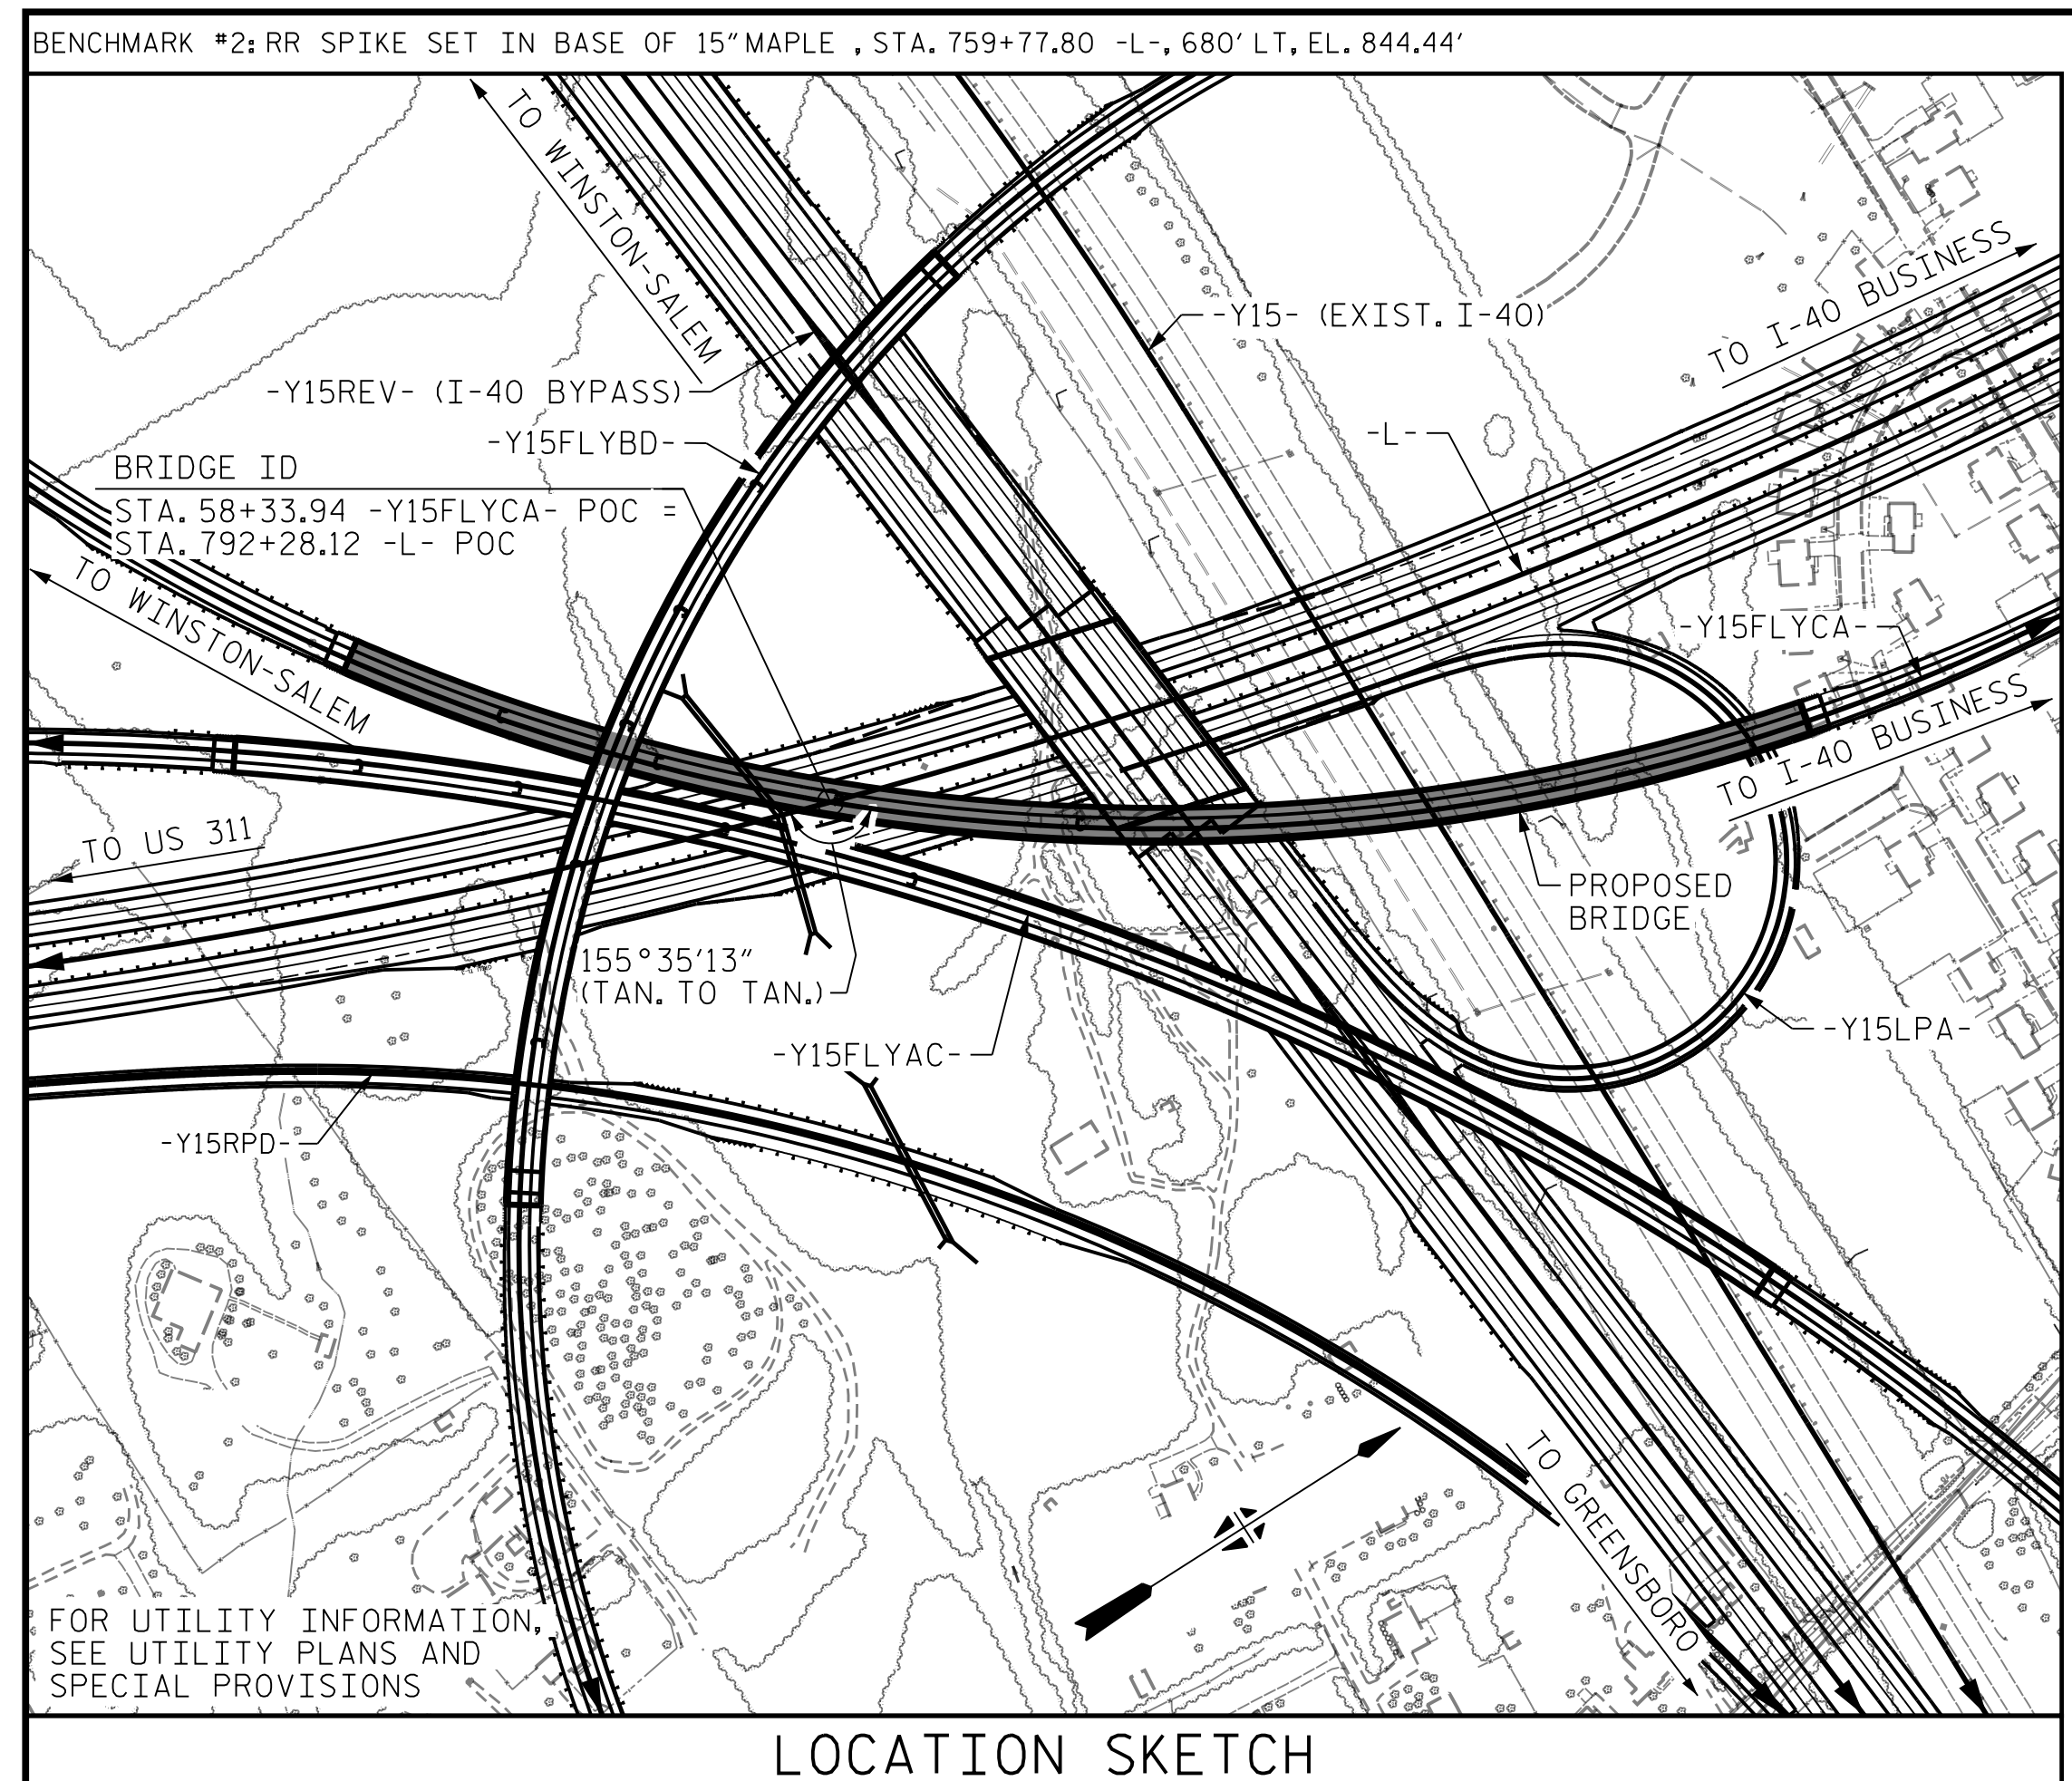 BENCHMARK #2: RR SPIKE SET IN BASE OF 15" MAPLE , STA. 759+77.80 -L-, 680' LT, EL. 844.44'
TO WINSTON-SALEM
-Y15- (EXIST. I-40)
TO I-40 BUSINESS
-Y15REV- (I-40 BYPASS)
-Y15FLYBD-
-L-
BRIDGE ID
STA. 58+33.94 -Y15FLYCA- POC =
STA. 792+28.12 -L- POC
TO WINSTON-SALEM
-Y15FLYCA-
TO I-40 BUSINESS
TO US 311
PROPOSED
BRIDGE
155°35'13"
(TAN. TO TAN.)
-Y15FLYAC-
-Y15LPA-
-Y15RPD-
TO GREENSBORO
FOR UTILITY INFORMATION,
SEE UTILITY PLANS AND
SPECIAL PROVISIONS
LOCATION SKETCH